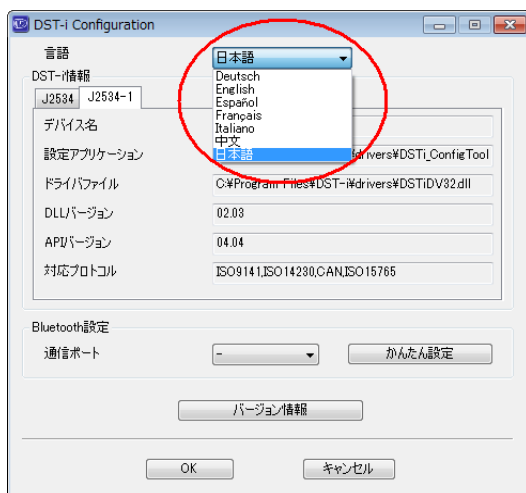 DST-i Configuration
言語
日本語
Deutsch
English
Español
Français
Italiano
中文
日本語
DST-i情報
J2534
J2534-1
デバイス名
設定アプリケーション
¥drivers¥DSTi_ConfigTool
ドライバファイル
C:¥Program Files¥DST-i¥drivers¥DSTiDV32.dll
DLLバージョン
02.03
APIバージョン
04.04
対応プロトコル
ISO9141,ISO14230,CAN,ISO15765
Bluetooth設定
通信ポート
-
かんたん設定
バージョン情報
OK
キャンセル